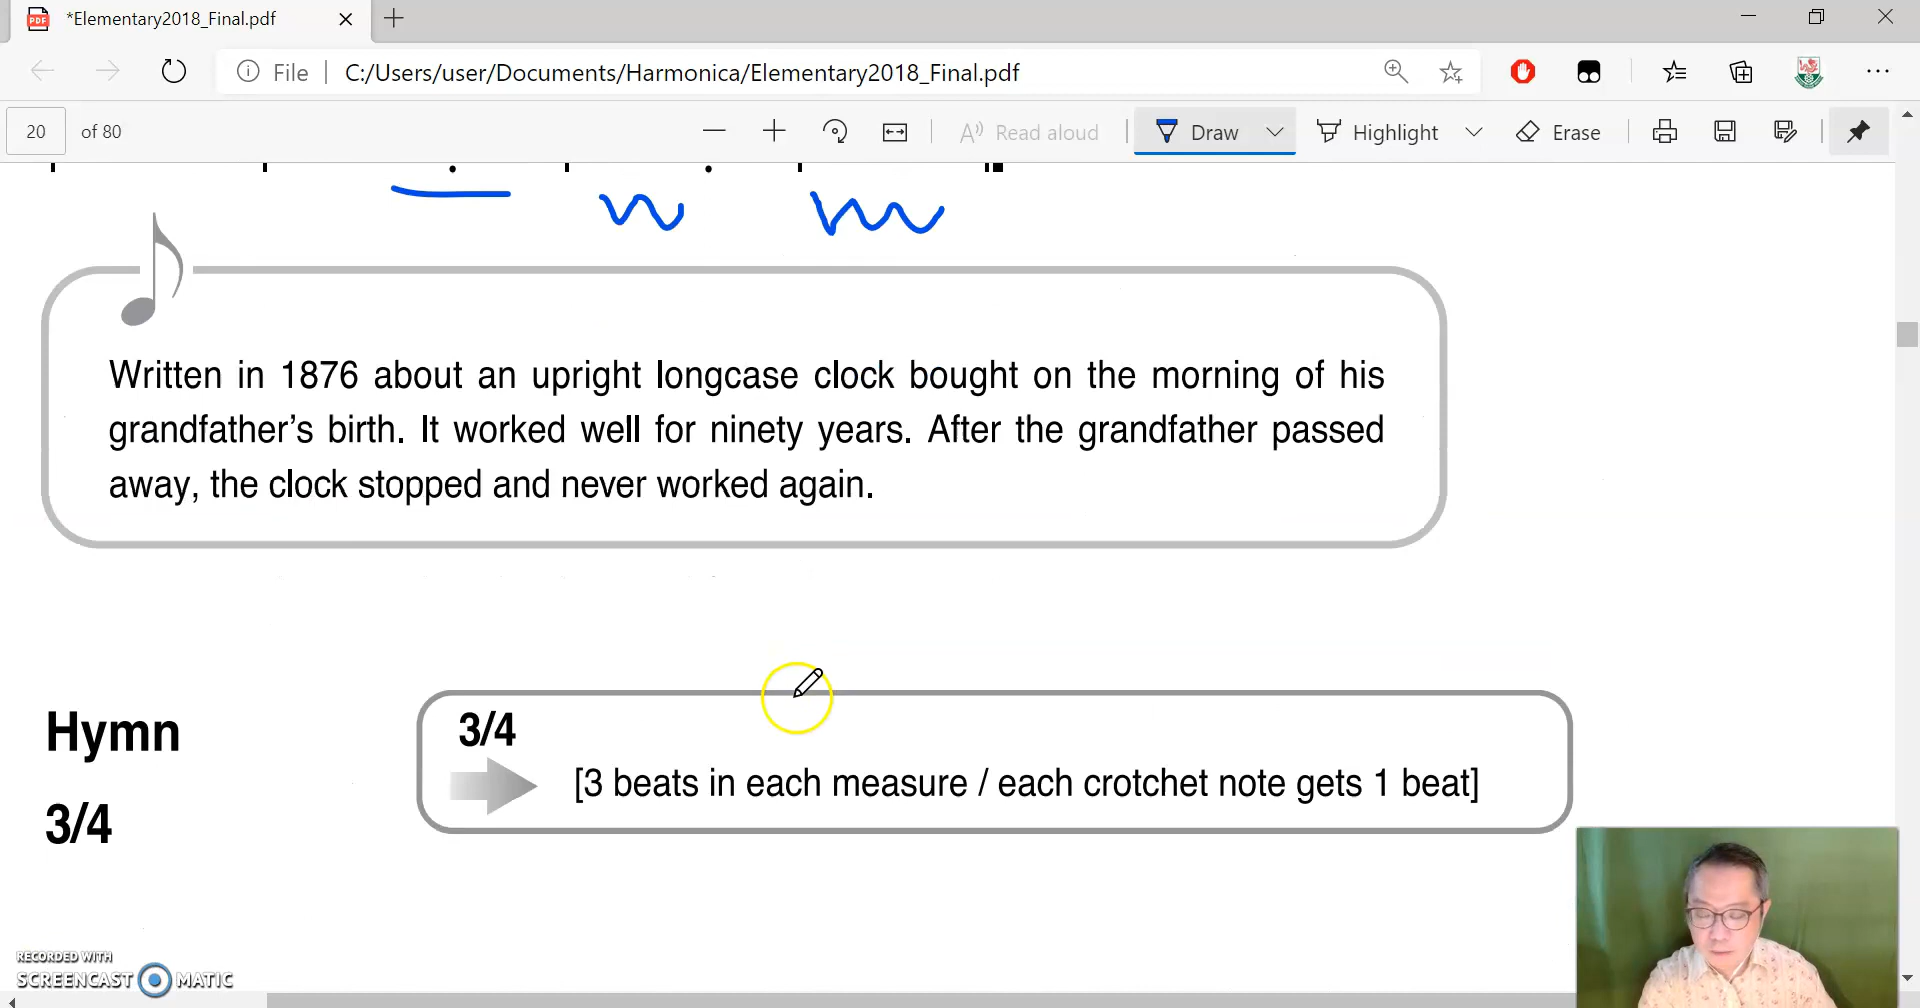 *Elementary2018_Final.pdf
File
C:/Users/user/Documents/Harmonica/Elementary2018_Final.pdf
20 of 80
Read aloud
Draw
Highlight
Erase
Written in 1876 about an upright longcase clock bought on the morning of his
grandfather's birth. It worked well for ninety years. After the grandfather passed
away, the clock stopped and never worked again.
Hymn
3/4
3/4
[3 beats in each measure / each crotchet note gets 1 beat]
RECORDED WITH
SCREENCAST MATIC